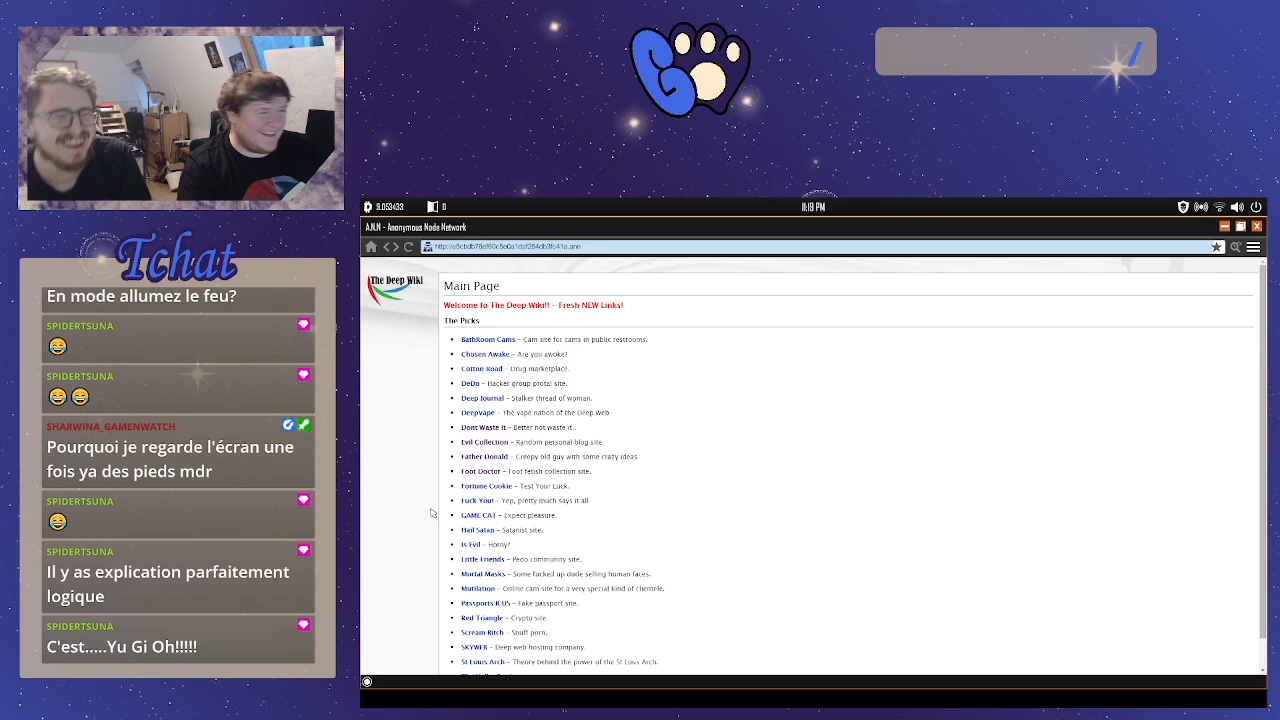 Tchat
En mode allumez le feu?
SPIDERTSUNA
SPIDERTSUNA
SHARWINA_GAMENWATCH
Pourquoi je regarde l'écran une
fois ya des pieds mdr
SPIDERTSUNA
SPIDERTSUNA
Il y as explication parfaitement
logique
SPIDERTSUNA
C'est.....Yu Gi Oh!!!!!
9.053433
0
11:19 PM
A.N.N - Anonymous Node Network
The Deep Wiki
Main Page
Welcome to The Deep Wiki!! - Fresh NEW Links!
The Picks
BathRoom Cams - Cam site for cams in public restrooms.
Chosen Awake - Are you awoke?
Cotton Road - Drug marketplace.
DeDo - Hacker group protal site.
Deep Journal - Stalker thread of woman.
DeepVape - The vape nation of the Deep Web
Dont Waste It - Better not waste it..
Evil Collection - Random personal blog site.
Father Donald - Creepy old guy with some crazy ideas
Foot Doctor - Foot fetish collection site.
Fortune Cookie - Test Your Luck.
Fuck You! - Yep, pretty much says it all
GAME CAT - Expect pleasure.
Hail Satan - Satanist site.
Is Evil - Horny?
Little Friends - Pedo community site.
Mortal Masks - Some fucked up dude selling human faces.
Mutilation - Online cam site for a very special kind of clientele.
Passports R US - Fake passport site.
Red Triangle - Crypto site.
Scream Bitch - Snuff porn.
SKYWEB - Deep web hosting company.
St Louis Arch - Theory behind the power of the St Lous Arch.